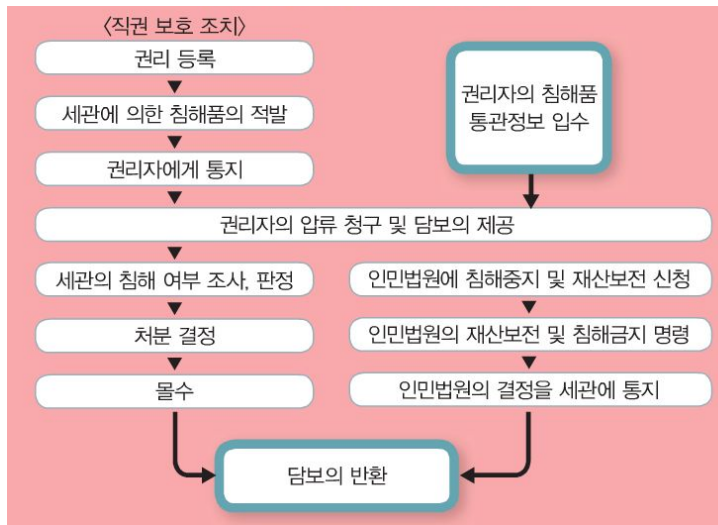 〈직권 보호 조치〉
권리 등록
세관에 의한 침해품의 적발
권리자에게 통지
권리자의 침해품
통관정보 입수
권리자의 압류 청구 및 담보의 제공
세관의 침해 여부 조사, 판정
처분 결정
몰수
인민법원에 침해중지 및 재산보전 신청
인민법원의 재산보전 및 침해금지 명령
인민법원의 결정을 세관에 통지
담보의 반환